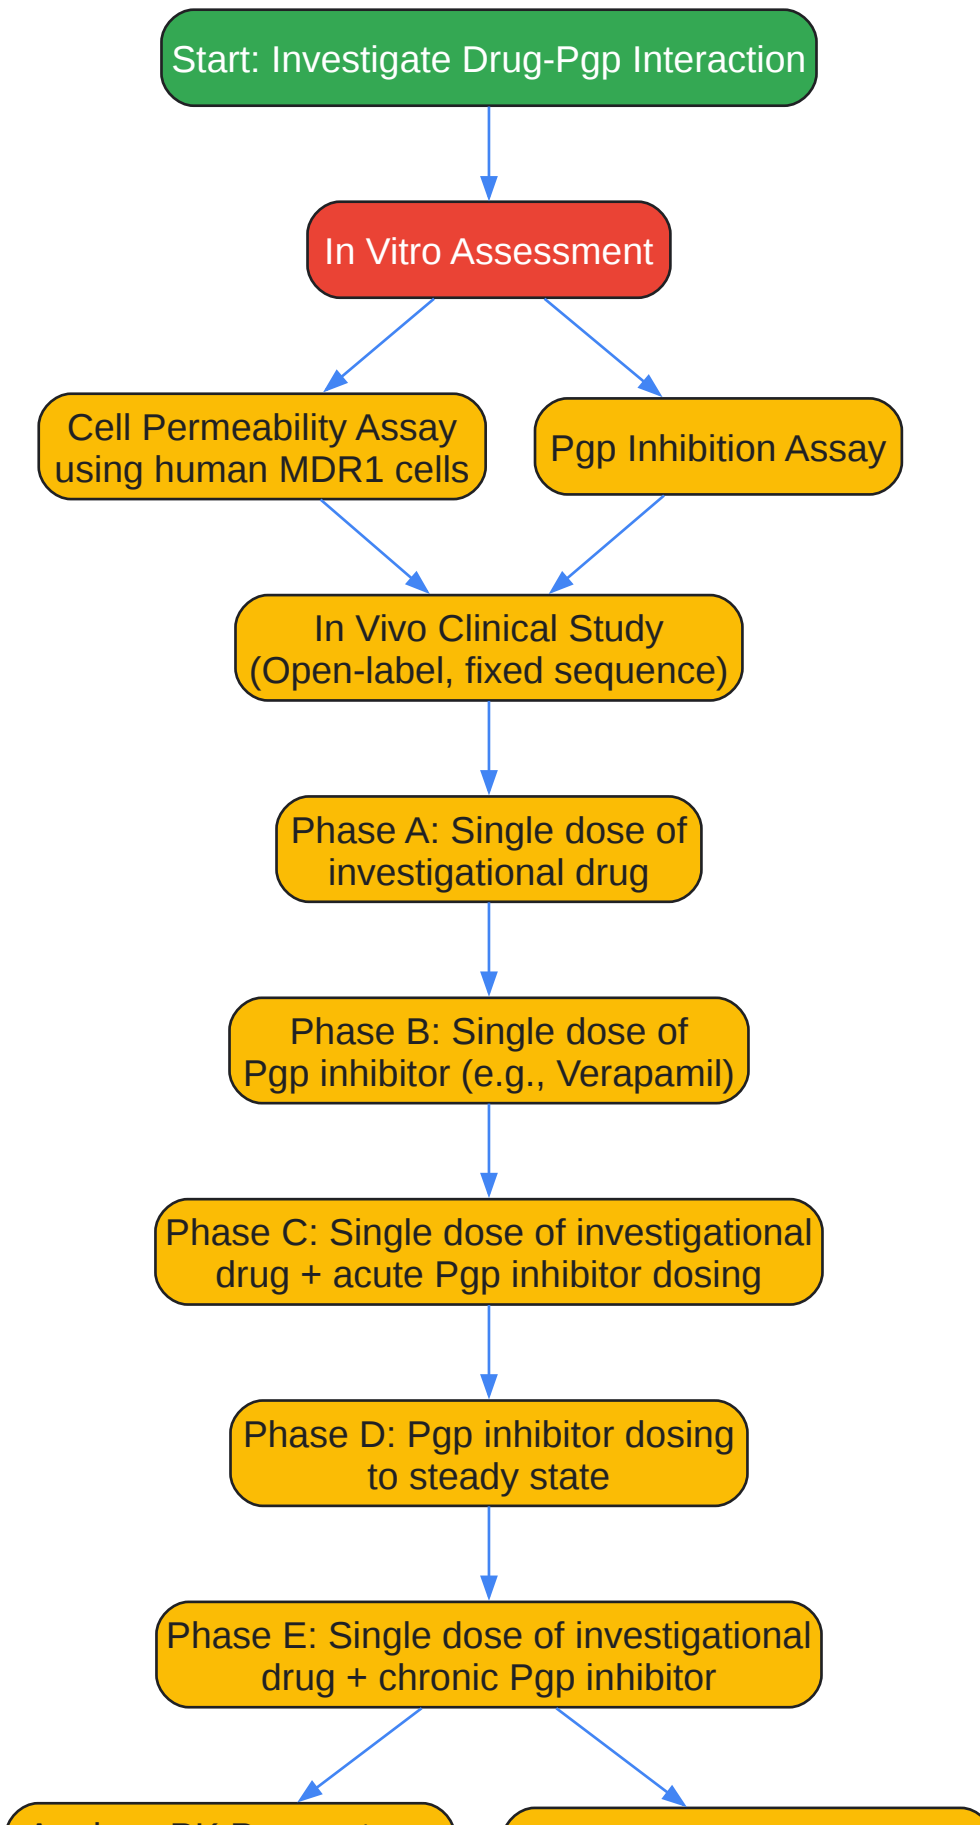 Start: Investigate Drug-Pgp Interaction
In Vitro Assessment
Cell Permeability Assay
using human MDR1 cells
Pgp Inhibition Assay
In Vivo Clinical Study
(Open-label, fixed sequence)
Phase A: Single dose of
investigational drug
Phase B: Single dose of
Pgp inhibitor (e.g., Verapamil)
Phase C: Single dose of investigational
drug + acute Pgp inhibitor dosing
Phase D: Pgp inhibitor dosing
to steady state
Phase E: Single dose of investigational
drug + chronic Pgp inhibitor